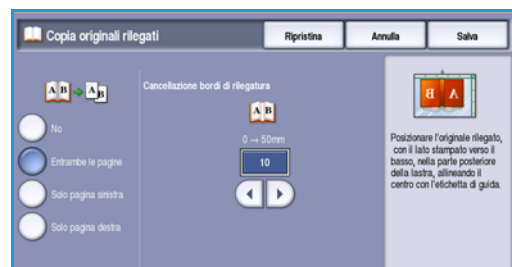 Copia originali rilegati
Ripristina
Annulla
Salva
A B
A B
No
Entrambe le pagine
Solo pagina sinistra
Solo pagina destra
Cancellazione bordi di rilegatura
A B
0 → 50mm
10
B A
Posizionare l'originale rilegato,
con il lato stampato verso il
basso, nella parte posteriore
della lastra, allineando il
centro con l'etichetta di guida.